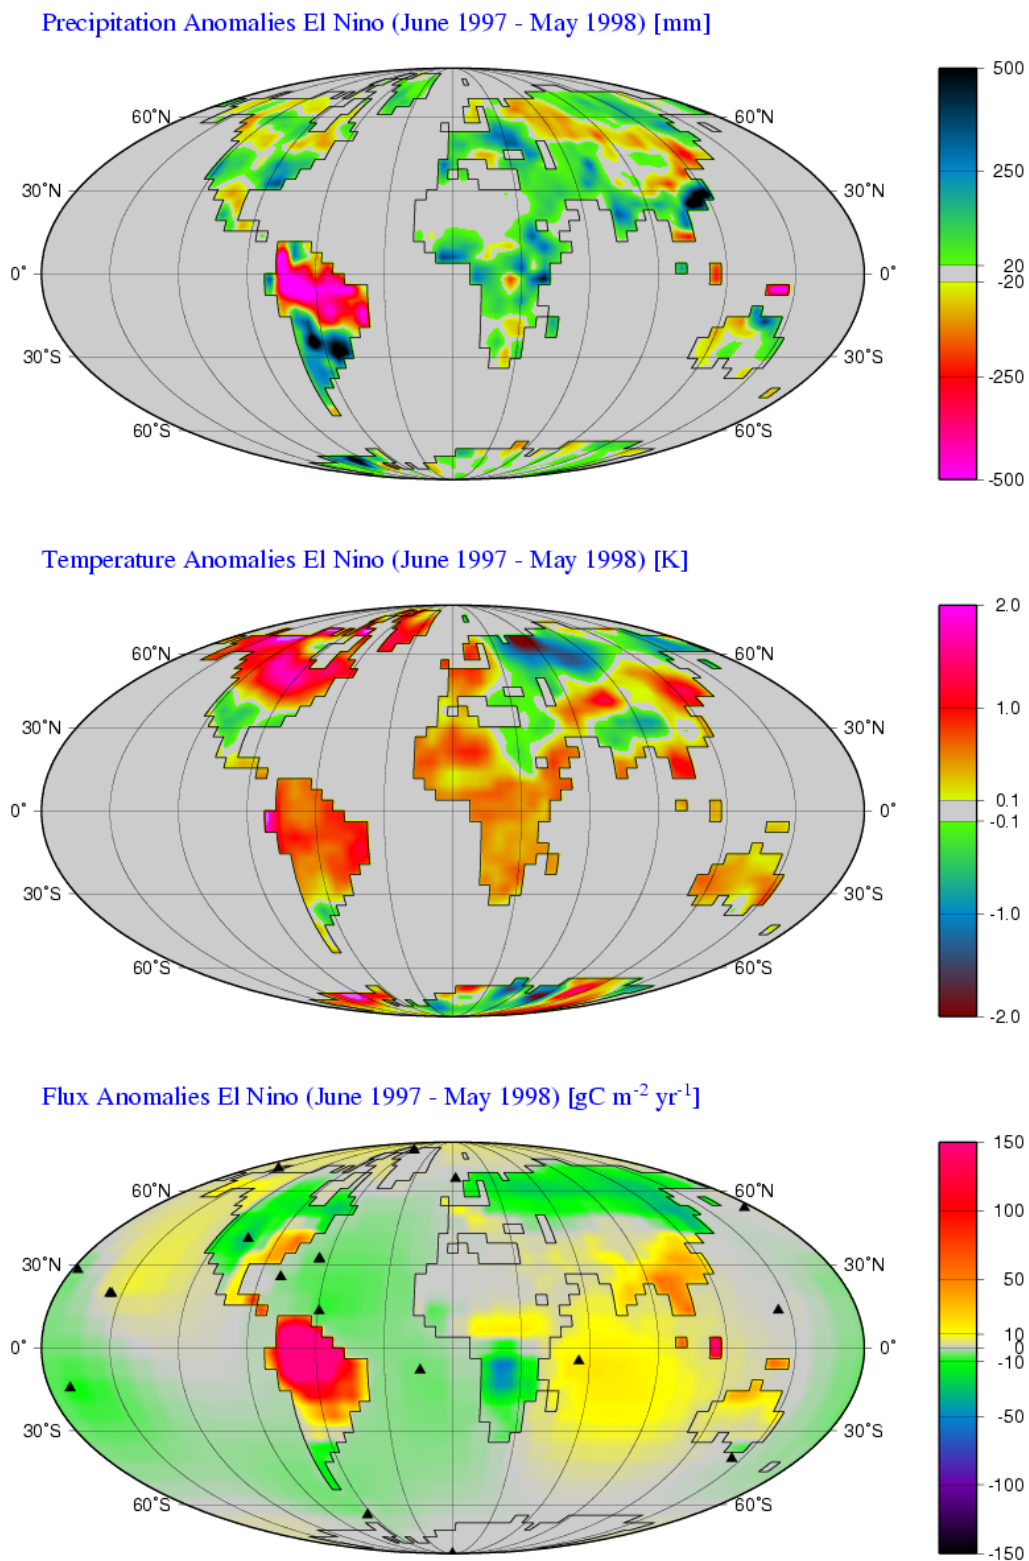 Precipitation Anomalies El Nino (June 1997 - May 1998) [mm]
60˚N 60˚N
30˚N 30˚N
0˚ 0˚
30˚S 30˚S
60˚S 60˚S
500
250
20
-20
-250
-500
Temperature Anomalies El Nino (June 1997 - May 1998) [K]
60˚N 60˚N
30˚N 30˚N
0˚ 0˚
30˚S 30˚S
60˚S 60˚S
2.0
1.0
0.1
-0.1
-1.0
-2.0
Flux Anomalies El Nino (June 1997 - May 1998) [gC m⁻² yr⁻¹]
60˚N 60˚N
30˚N 30˚N
0˚ 0˚
30˚S 30˚S
60˚S 60˚S
150
100
50
10
0
-10
-50
-100
-150